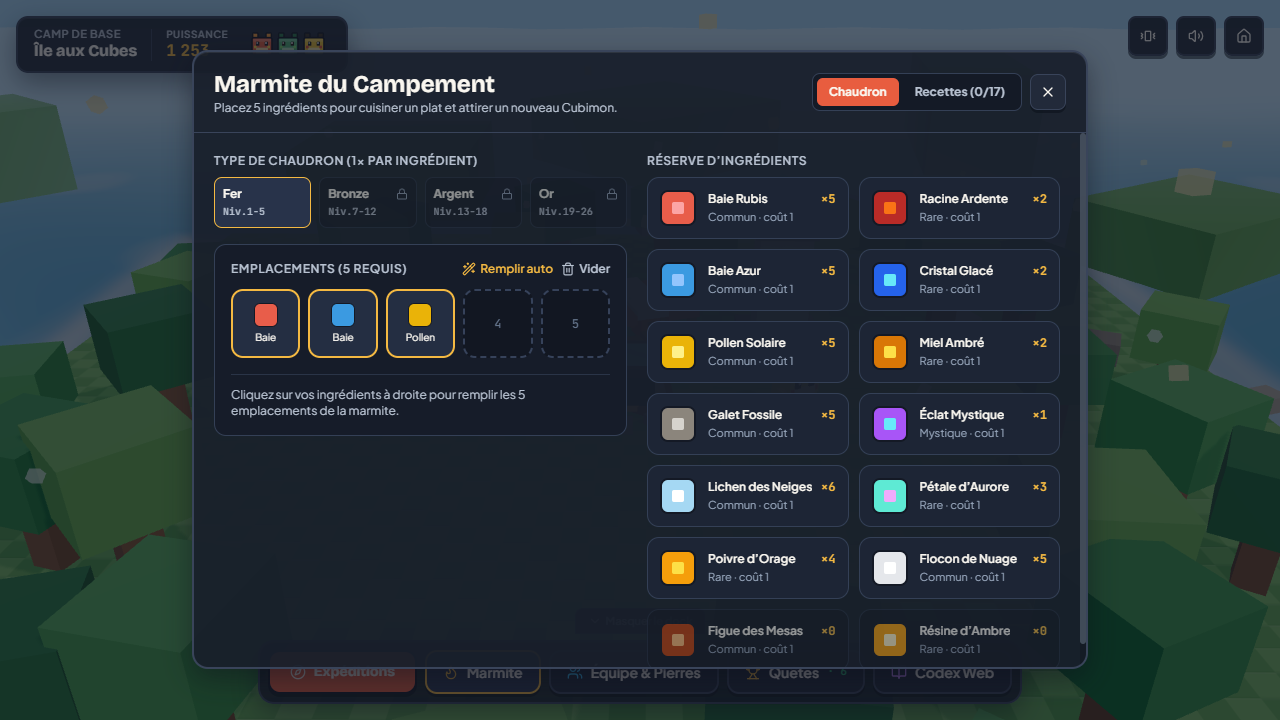 CAMP DE BASE
Île aux Cubes
PUISSANCE
1 253
Marmite du Campement
Placez 5 ingrédients pour cuisiner un plat et attirer un nouveau Cubimon.
Chaudron
Recettes (0/17)
TYPE DE CHAUDRON (1× PAR INGRÉDIENT)
Fer
Niv.1-5
Bronze
Niv.7-12
Argent
Niv.13-18
Or
Niv.19-26
EMPLACEMENTS (5 REQUIS)
Remplir auto
Vider
Baie
Baie
Pollen
4
5
Cliquez sur vos ingrédients à droite pour remplir les 5
emplacements de la marmite.
RÉSERVE D’INGRÉDIENTS
Baie Rubis ×5
Commun · coût 1
Racine Ardente ×2
Rare · coût 1
Baie Azur ×5
Commun · coût 1
Cristal Glacé ×2
Rare · coût 1
Pollen Solaire ×5
Commun · coût 1
Miel Ambré ×2
Rare · coût 1
Galet Fossile ×5
Commun · coût 1
Éclat Mystique ×1
Mystique · coût 1
Lichen des Neiges ×6
Commun · coût 1
Pétale d’Aurore ×3
Rare · coût 1
Poivre d’Orage ×4
Rare · coût 1
Flocon de Nuage ×5
Commun · coût 1
Figue des Mesas ×0
Commun · coût 1
Résine d’Ambre ×0
Rare · coût 1
Expéditions
Marmite
Équipe & Pierres
Quêtes
Codex Web